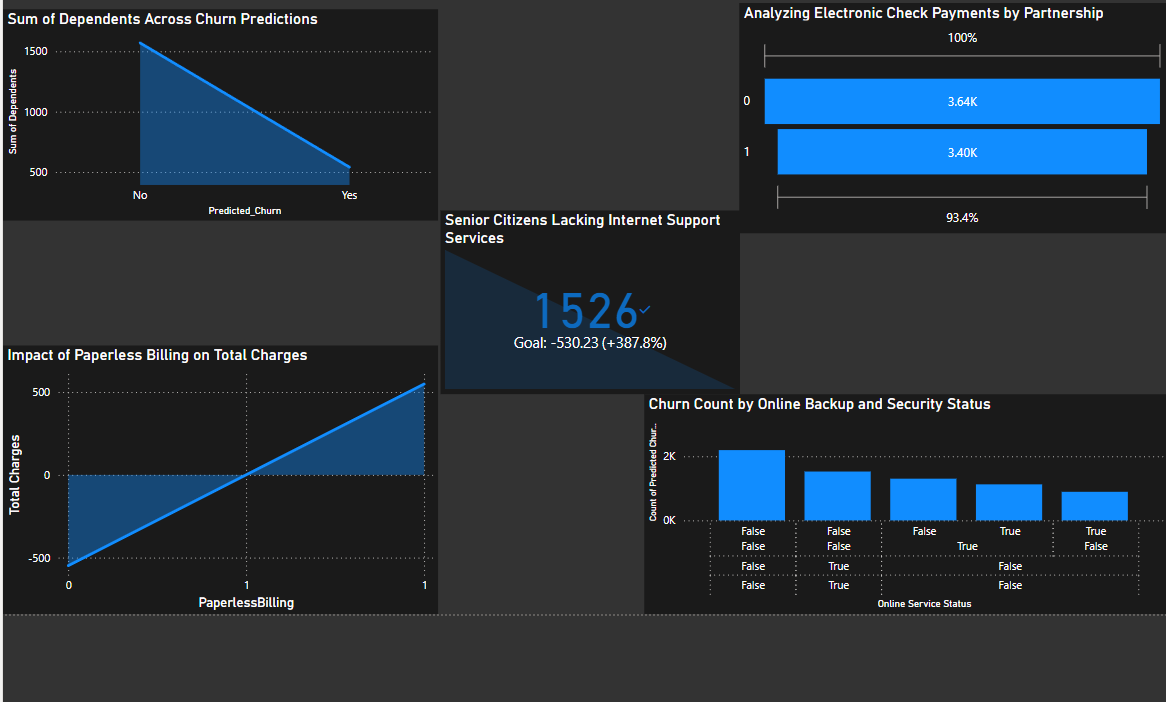 Sum of Dependents Across Churn Predictions
1500
1000
500
Sum of Dependents
No Yes
Predicted_Churn
Analyzing Electronic Check Payments by Partnership
100%
0 3.64K
1 3.40K
93.4%
Senior Citizens Lacking Internet Support
Services
1526
Goal: -530.23 (+387.8%)
Impact of Paperless Billing on Total Charges
500
0
-500
Total Charges
0 1 1
PaperlessBilling
Churn Count by Online Backup and Security Status
Count of Predicted Chur...
2K
0K
False False False True True
False False True False
False True False
False True False
Online Service Status